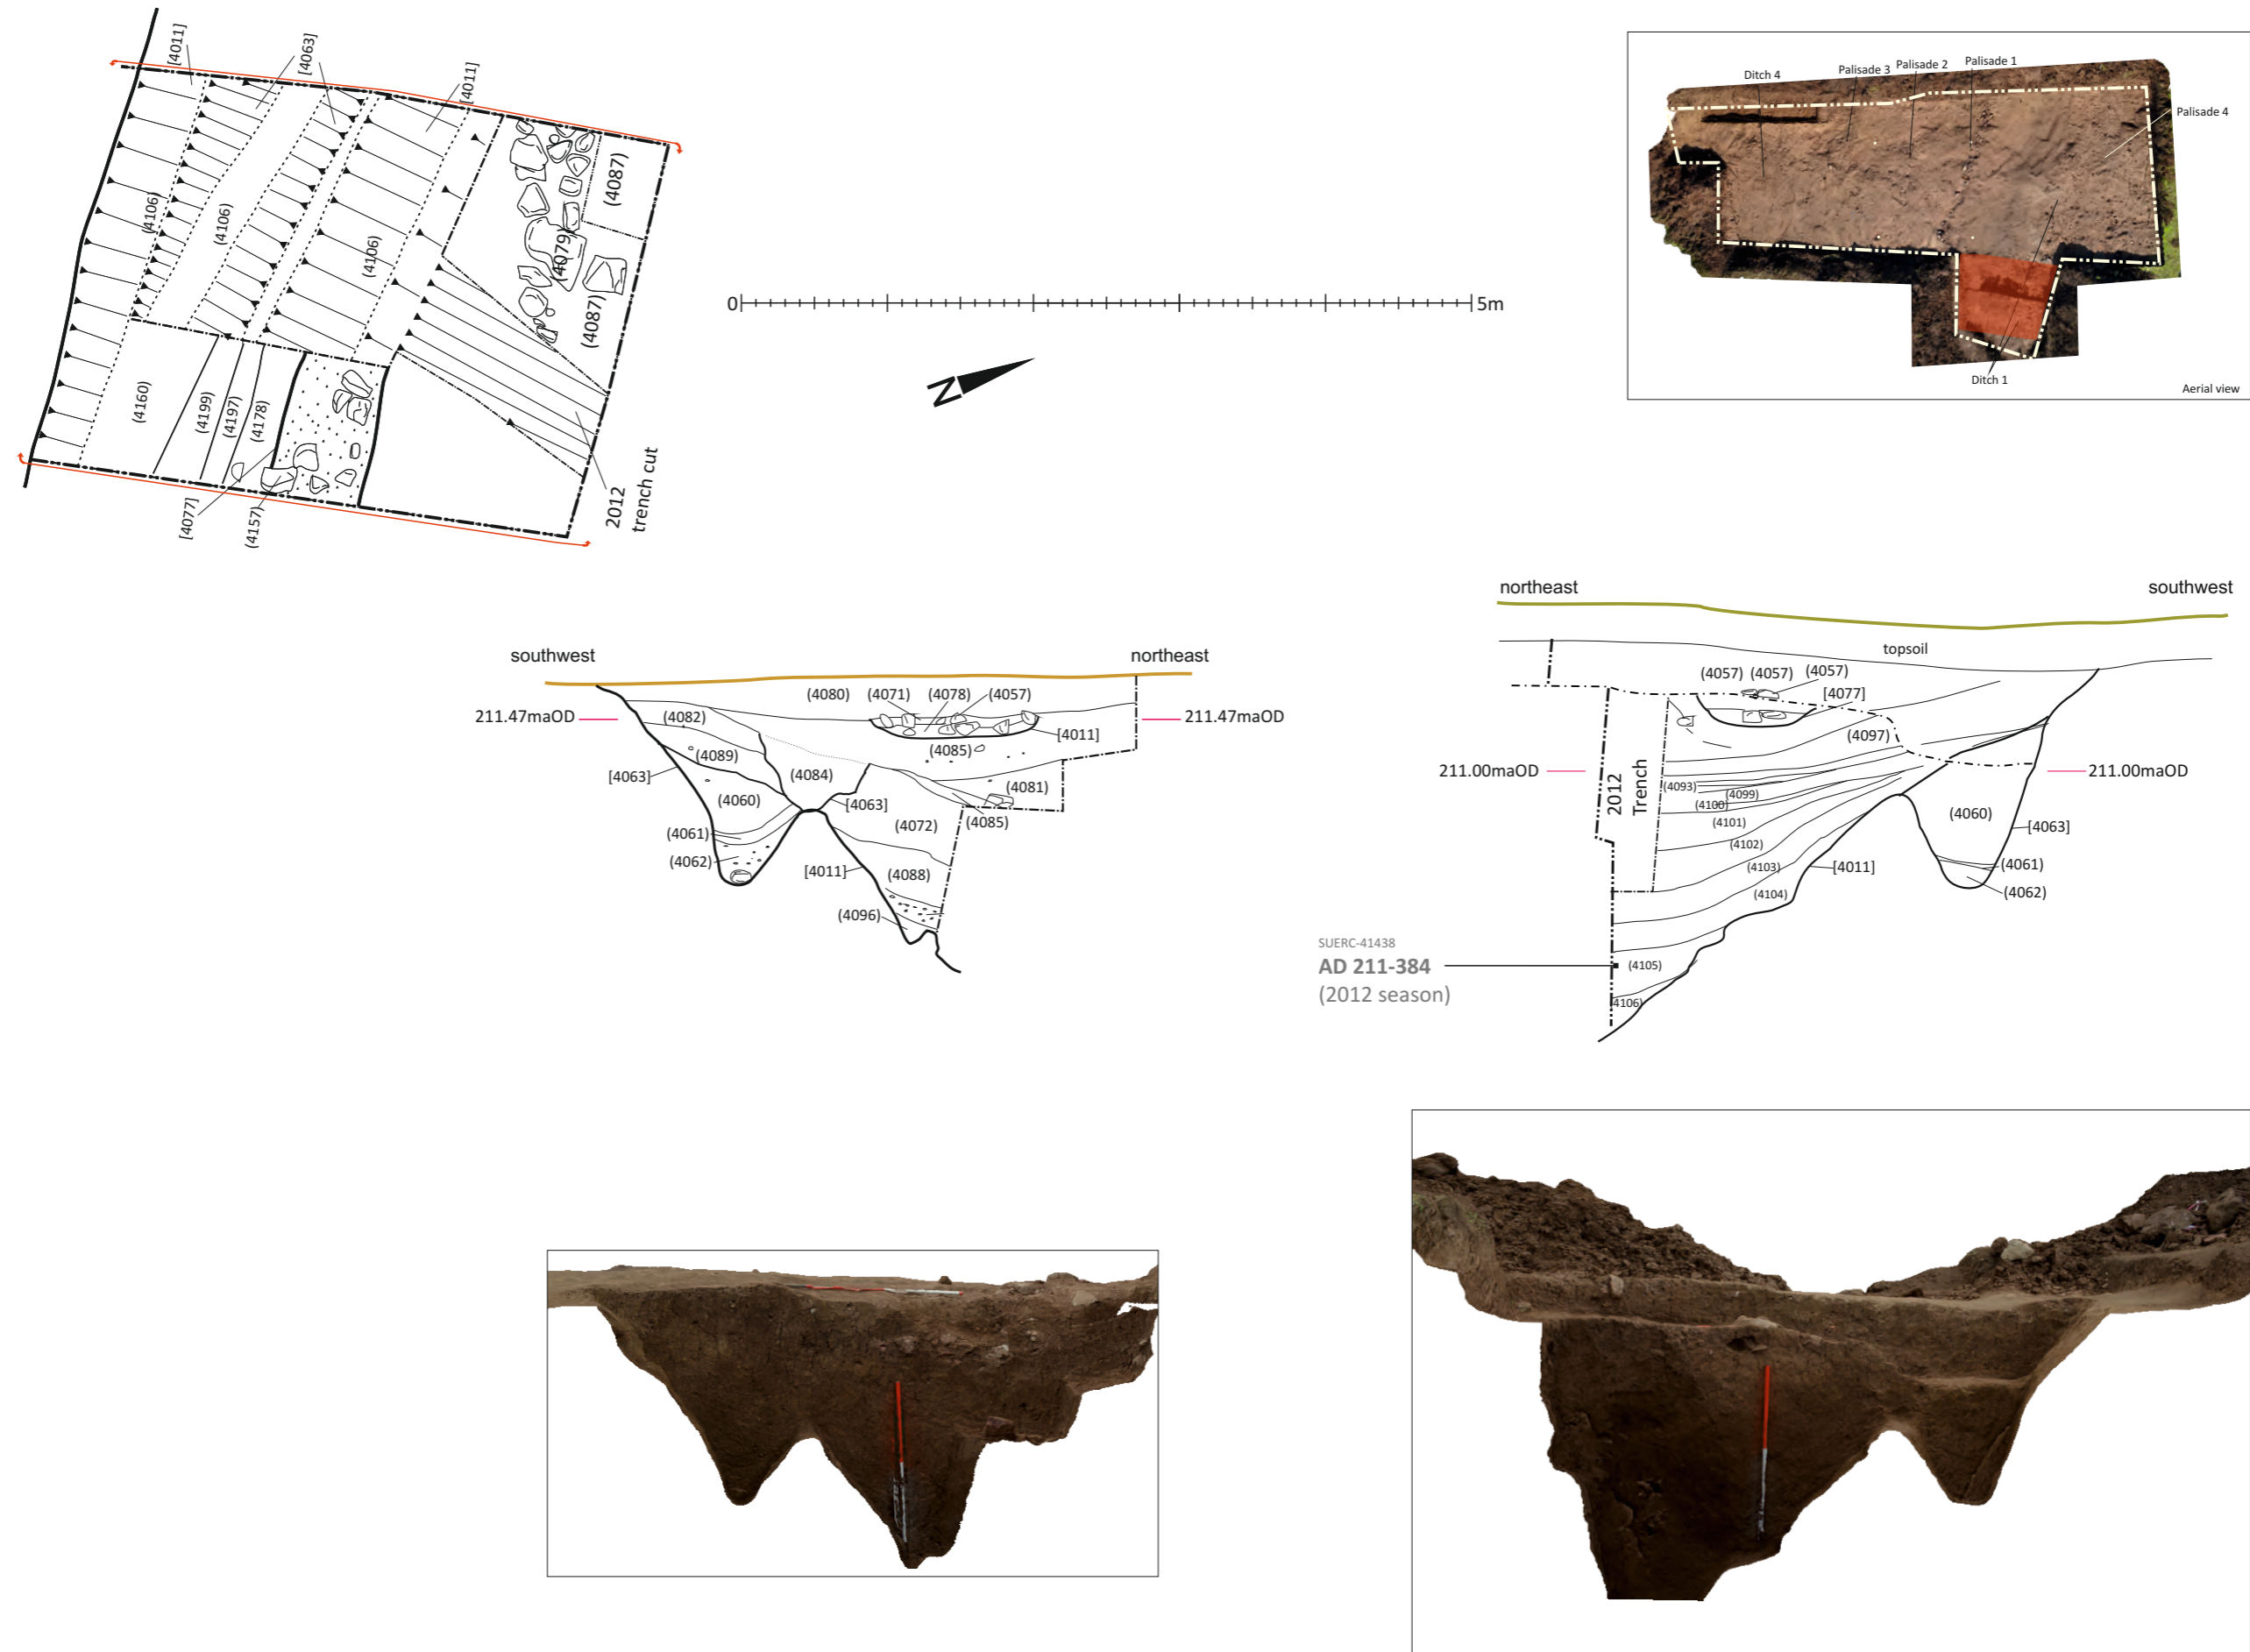 [4011]
[4063]
[4011]
(4106)
(4106)
(4106)
(4087)
(4079)
(4087)
(4160)
(4199)
(4197)
(4178)
[4077]
(4157)
2012
trench cut
0
5m
N
Ditch 4
Palisade 3
Palisade 2
Palisade 1
Palisade 4
Ditch 1
Aerial view
southwest
northeast
211.47maOD
211.47maOD
(4080)
(4071)
(4078)
(4057)
(4082)
[4011]
(4089)
(4085)
[4063]
(4084)
(4081)
(4060)
[4063]
(4085)
(4061)
(4072)
(4062)
[4011]
(4088)
(4096)
northeast
southwest
topsoil
(4057)
(4057)
(4057)
[4077]
(4097)
211.00maOD
211.00maOD
2012
Trench
(4093)
(4099)
(4100)
(4101)
(4102)
(4103)
(4104)
[4011]
(4060)
[4063]
(4061)
(4062)
SUERC-41438
AD 211-384
(2012 season)
(4105)
(4106)